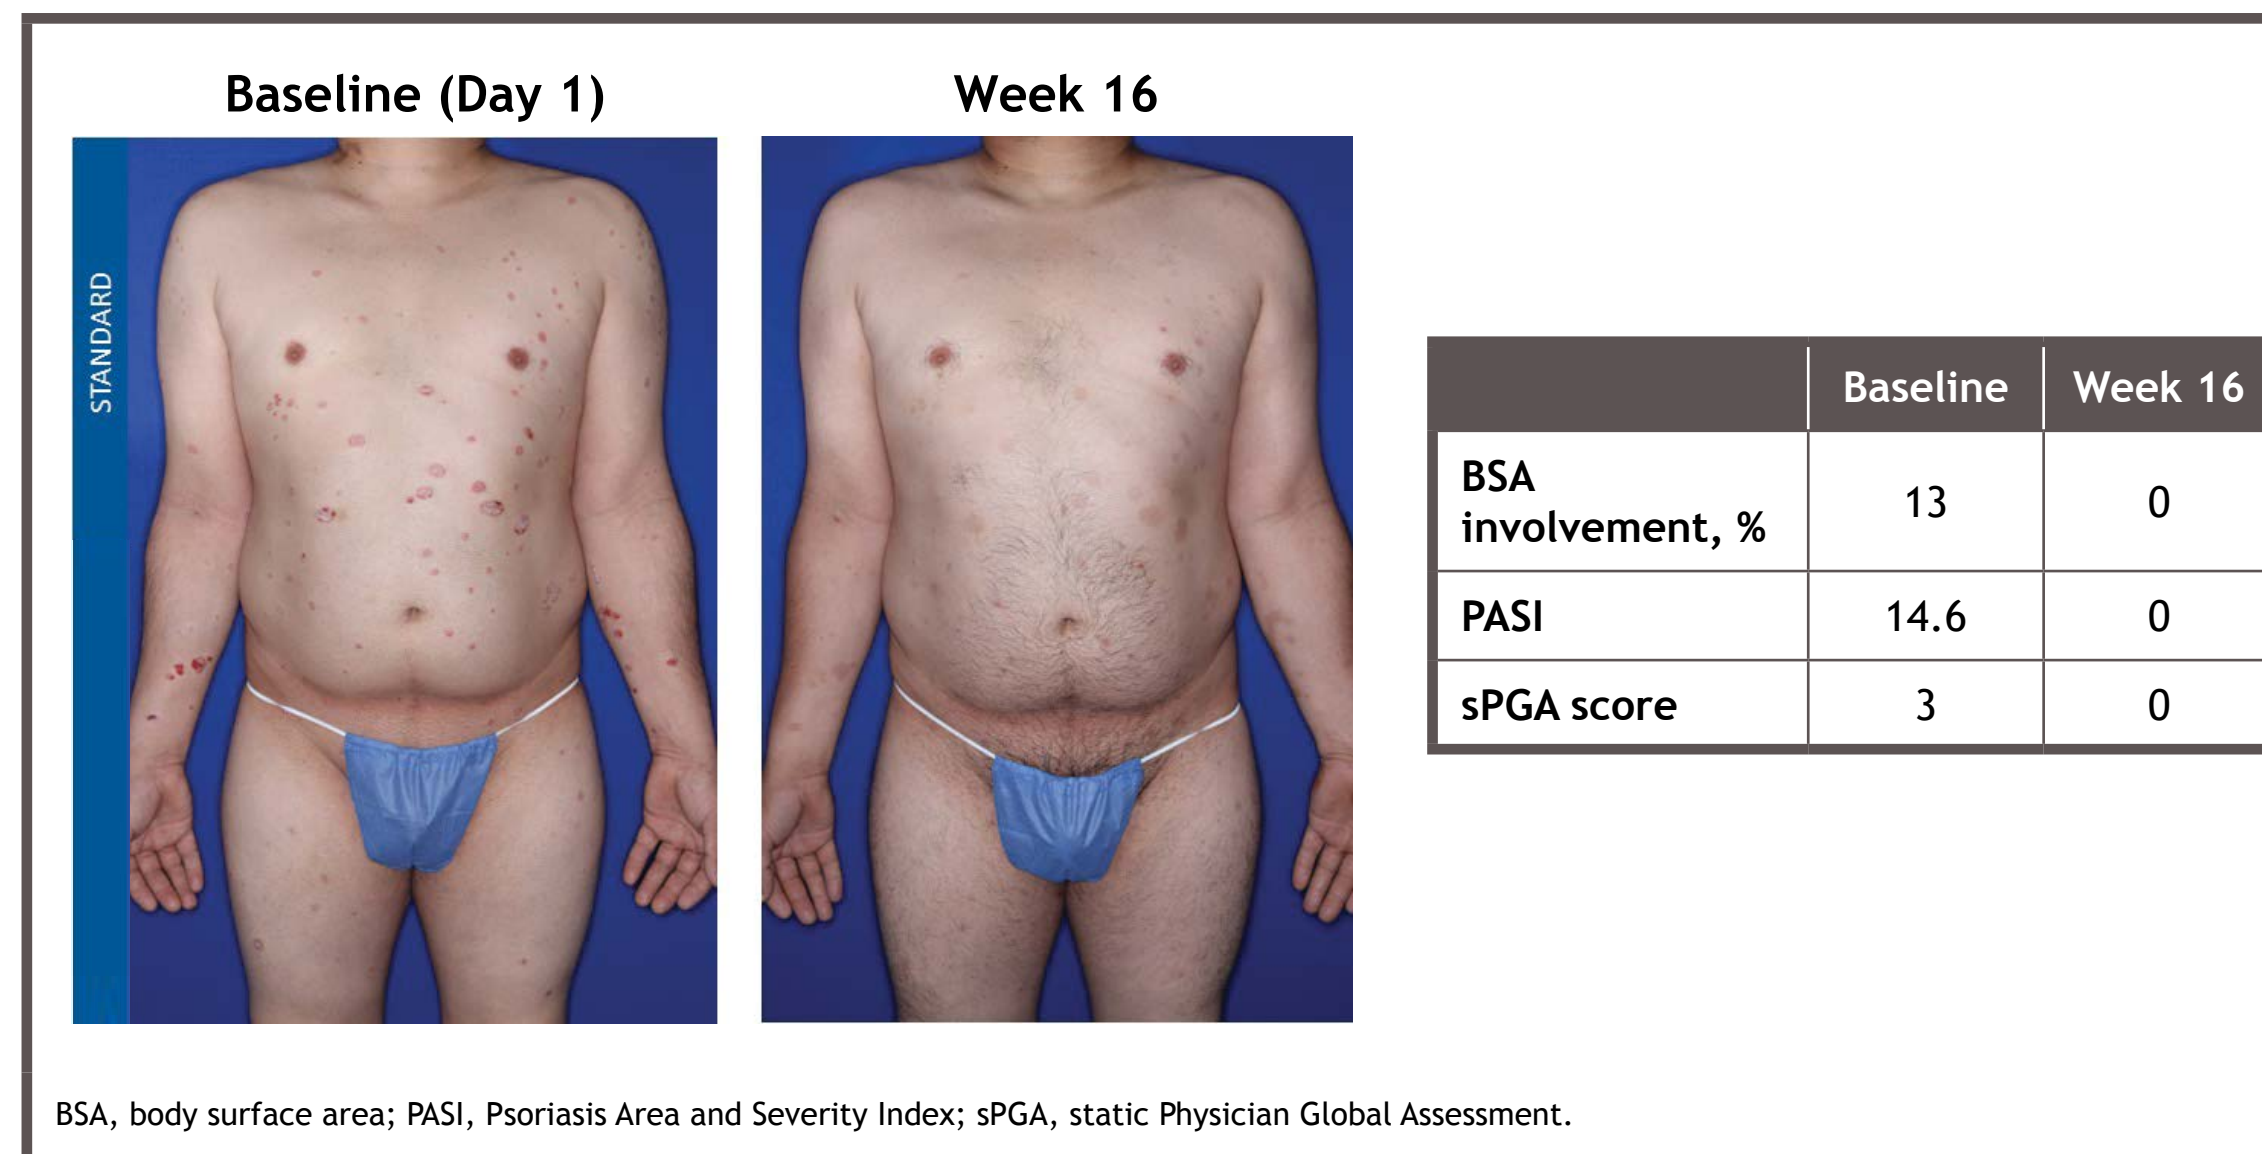 Baseline (Day 1)
Week 16
STANDARD
Baseline Week 16
BSA
involvement, % 13 0
PASI 14.6 0
sPGA score 3 0
BSA, body surface area; PASI, Psoriasis Area and Severity Index; sPGA, static Physician Global Assessment.